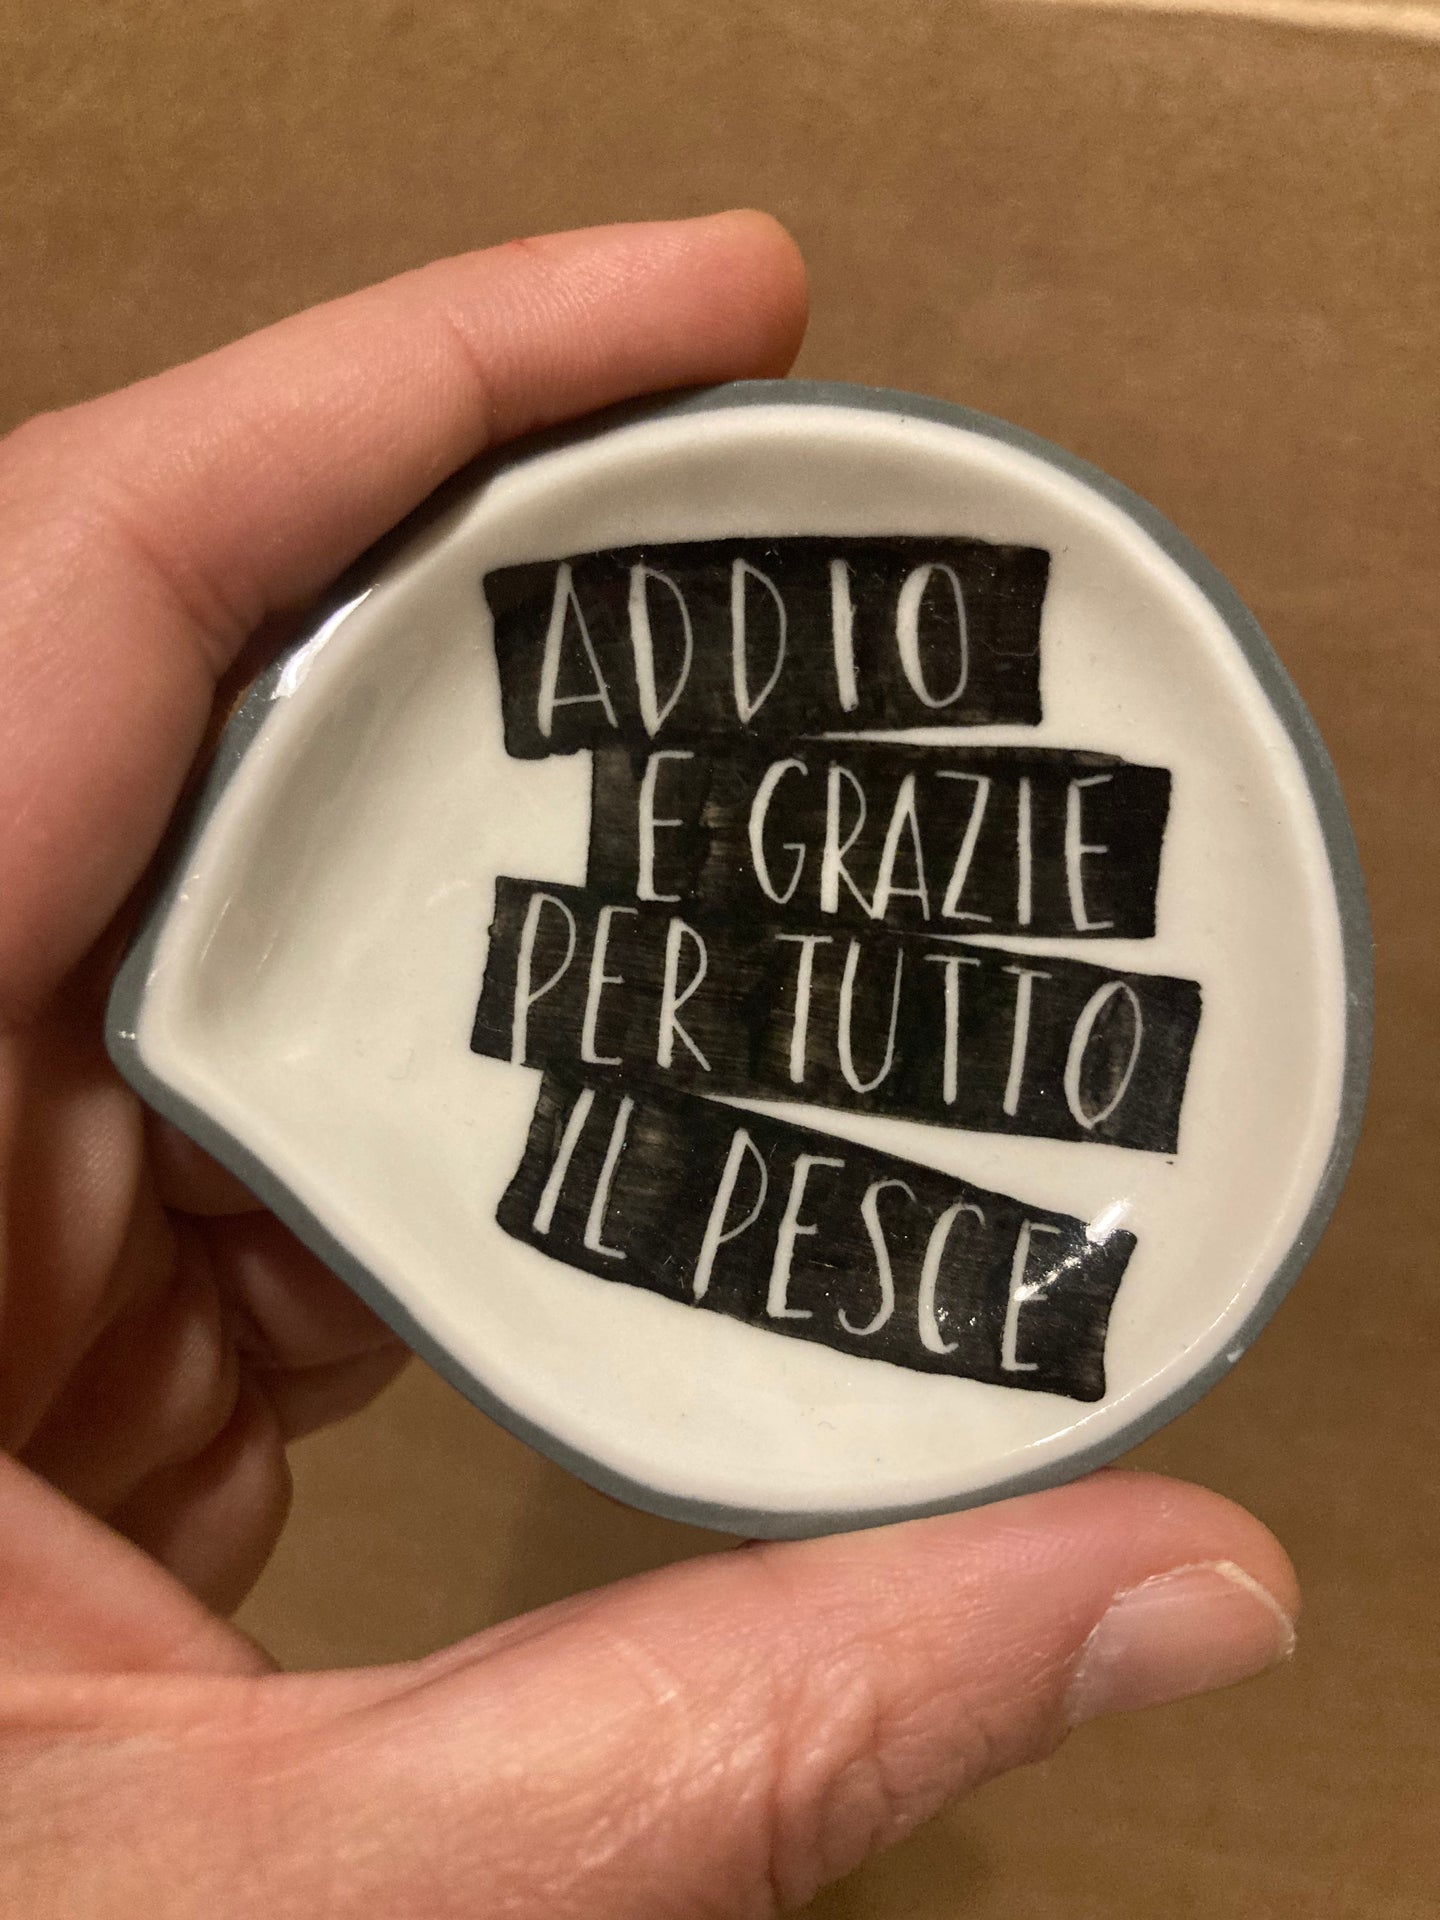 ADDIO
E GRAZIE
PER TUTTO
IL PESCE